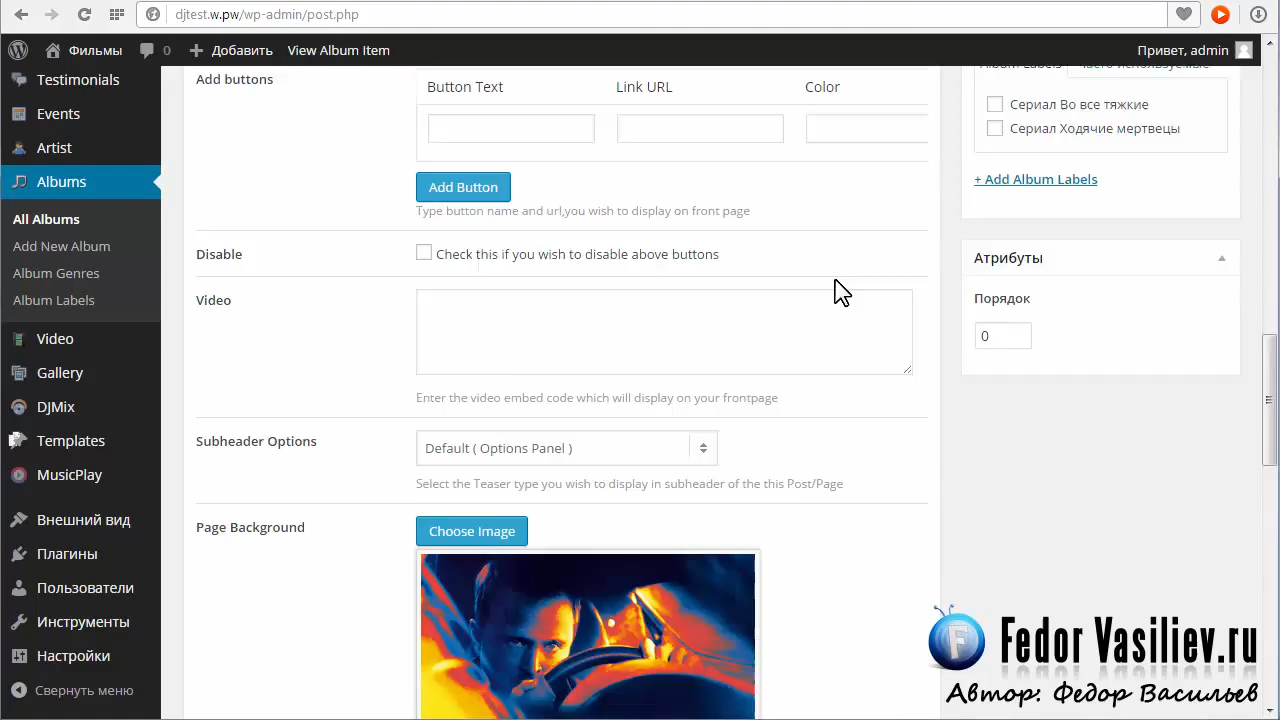 djtest.w.pw/wp-admin/post.php
Фильмы 0 Добавить View Album Item Привет, admin
Testimonials
Events
Artist
Albums
All Albums
Add New Album
Album Genres
Album Labels
Video
Gallery
DJMix
Templates
MusicPlay
Внешний вид
Плагины
Пользователи
Инструменты
Настройки
Свернуть меню
Add buttons
Button Text Link URL Color
Add Button
Type button name and url,you wish to display on front page
Disable
Check this if you wish to disable above buttons
Video
Enter the video embed code which will display on your frontpage
Subheader Options
Default ( Options Panel )
Select the Teaser type you wish to display in subheader of the this Post/Page
Page Background
Choose Image
Album Labels Часто используемые
Сериал Во все тяжкие
Сериал Ходячие мертвецы
+ Add Album Labels
Атрибуты
Порядок
0
F
Fedor Vasiliev.ru
Автор: Федор Васильев